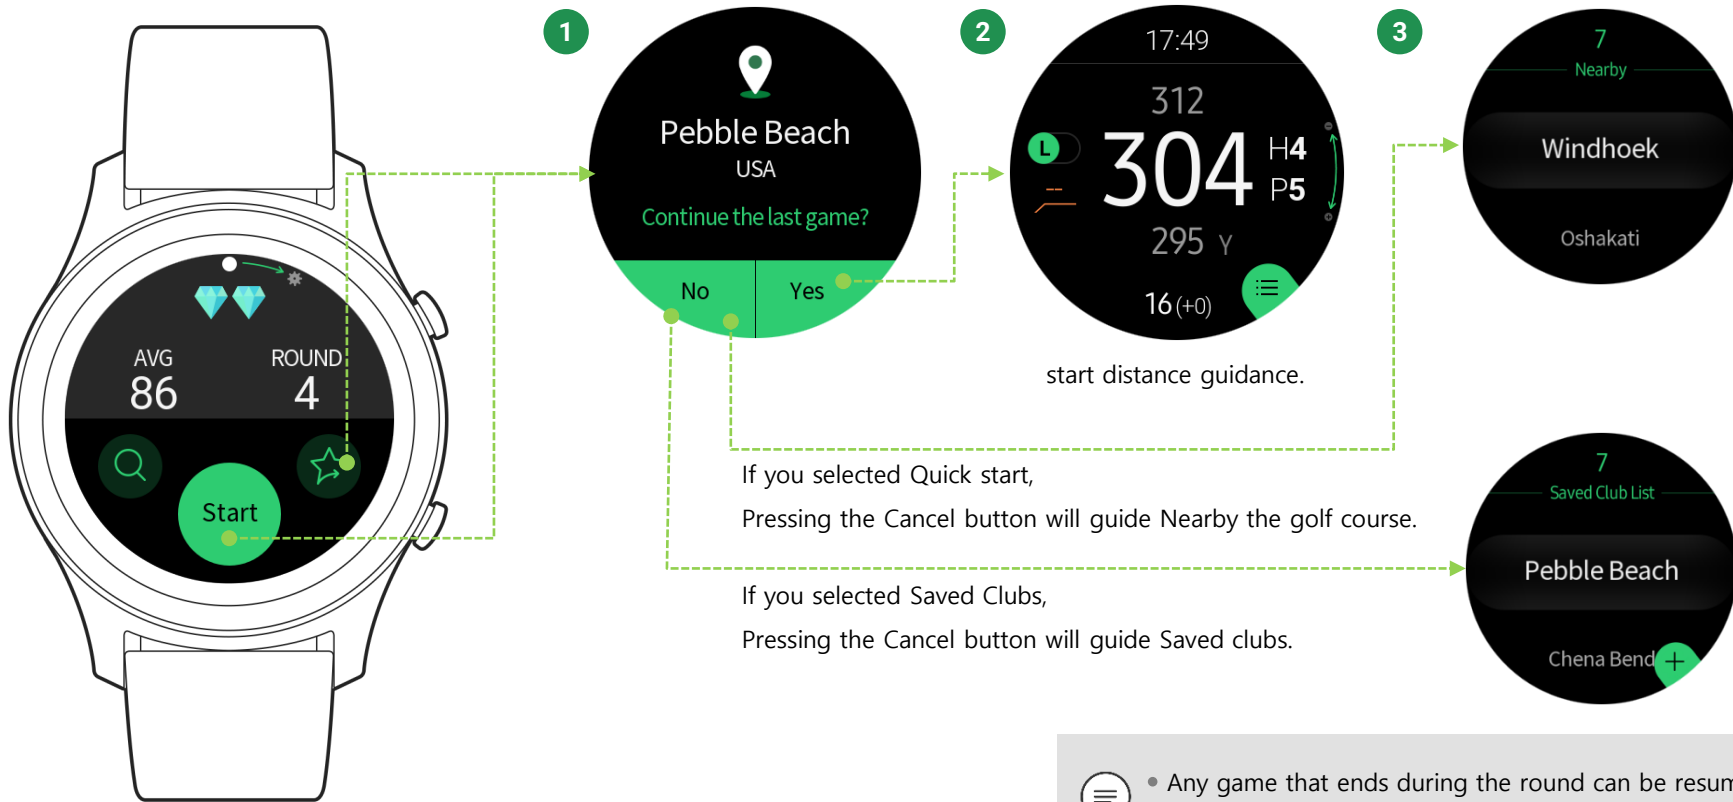 AVG
86
ROUND
4
Start
1
Pebble Beach
USA
Continue the last game?
No
Yes
2
17:49
312
L
304
H4
P5
--
295 Y
16 (+0)
start distance guidance.
3
7
Nearby
Windhoek
Oshakati
If you selected Quick start,
Pressing the Cancel button will guide Nearby the golf course.
If you selected Saved Clubs,
Pressing the Cancel button will guide Saved clubs.
7
Saved Club List
Pebble Beach
Chena Bend
+
• Any game that ends during the round can be